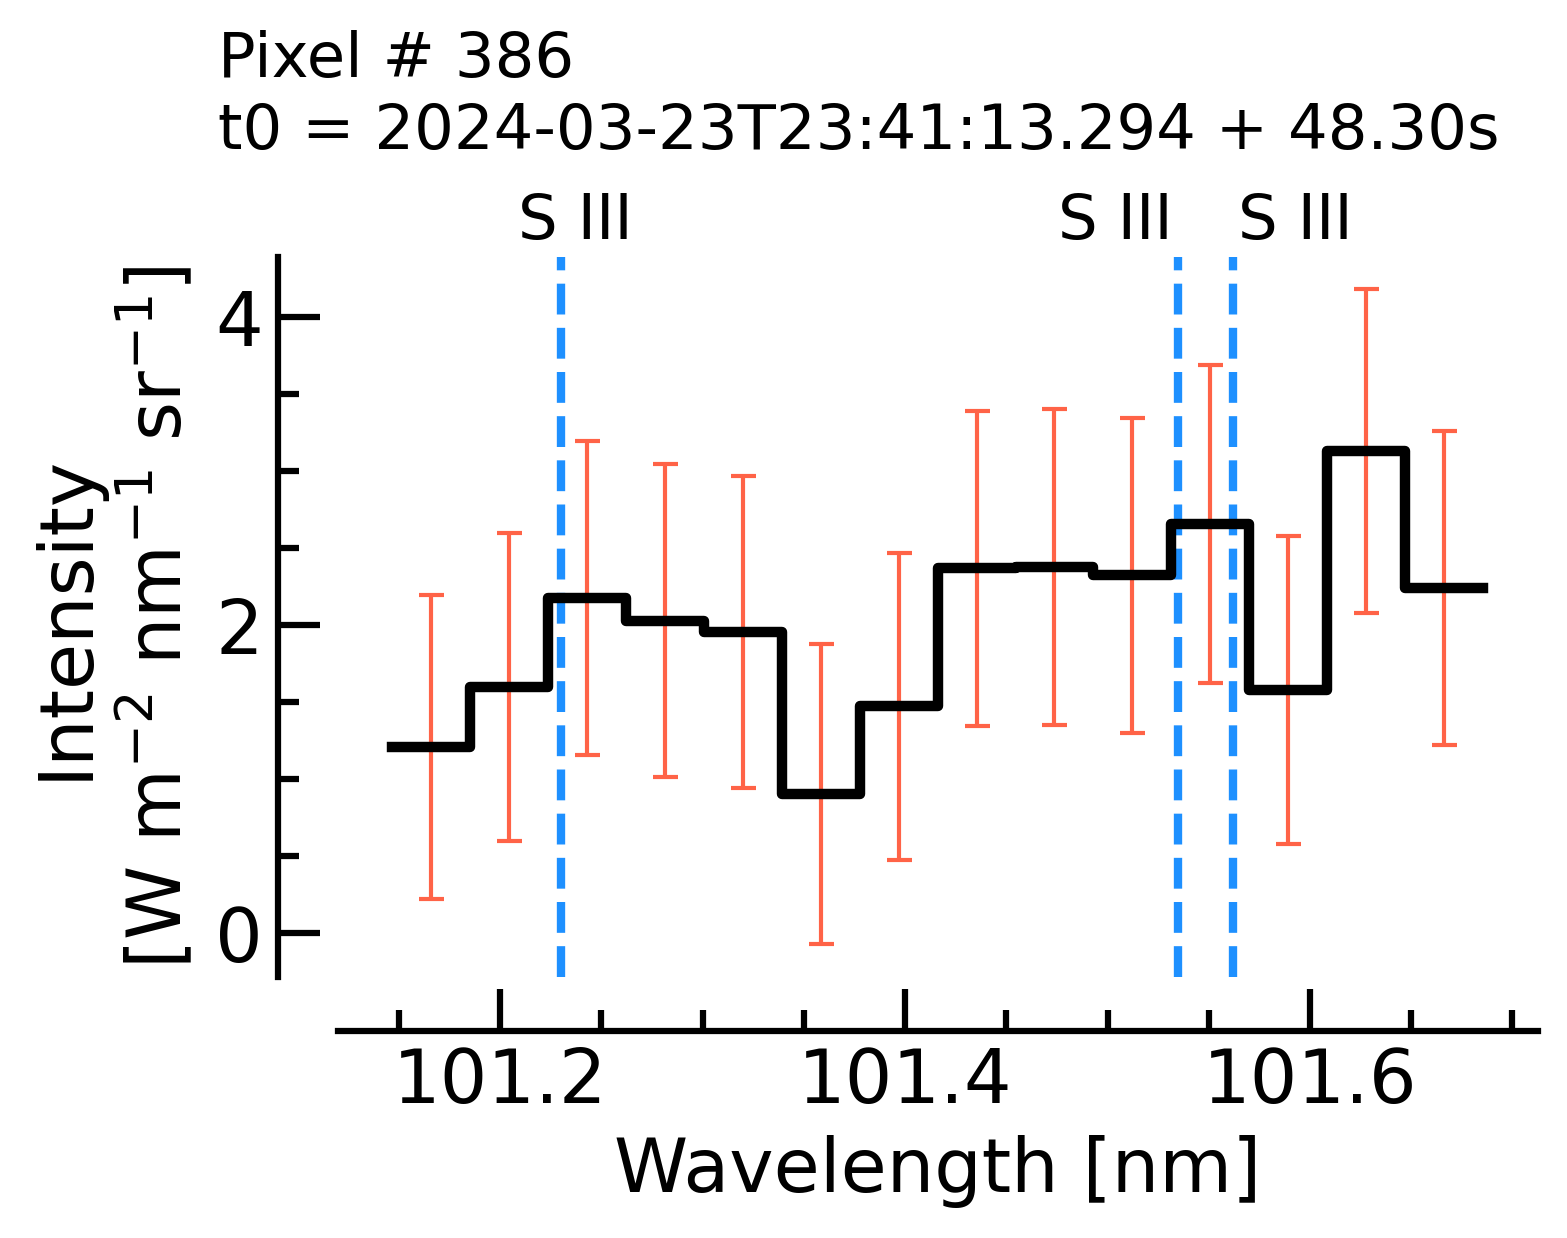 Pixel # 386
t0 = 2024-03-23T23:41:13.294 + 48.30s
S III S III S III
Intensity
[W m⁻² nm⁻¹ sr⁻¹]
4
2
0
101.2 101.4 101.6
Wavelength [nm]